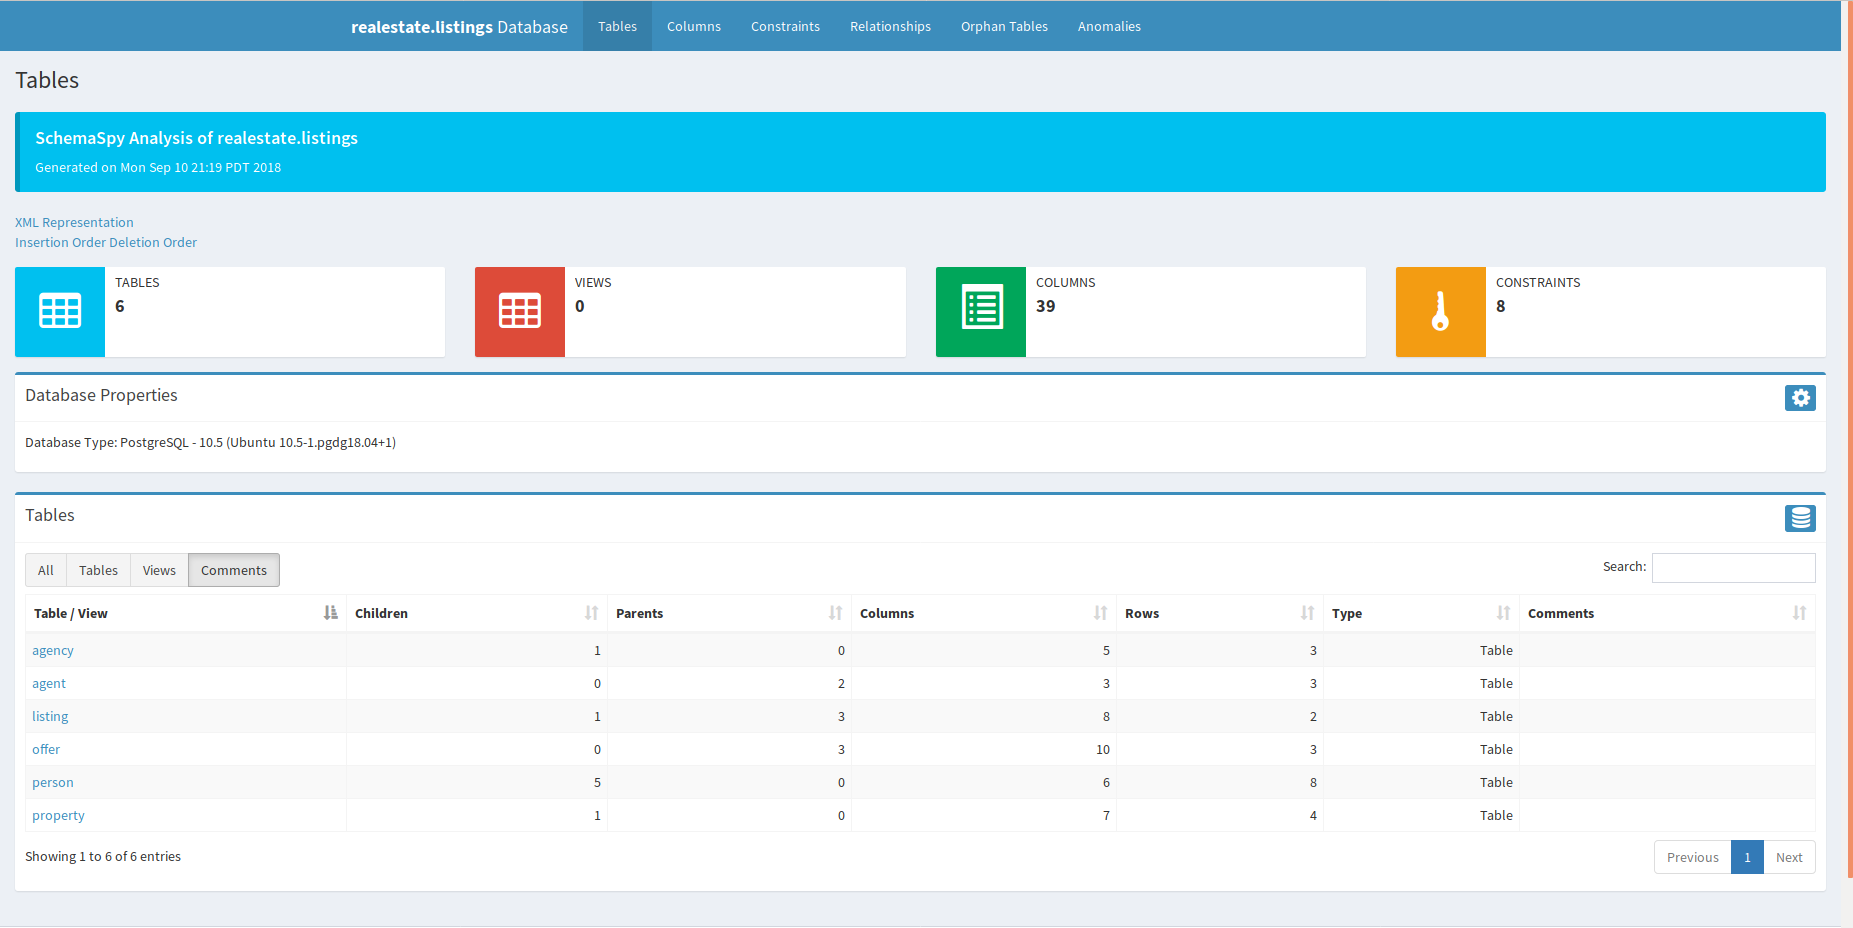 realestate.listings Database Tables Columns Constraints Relationships Orphan Tables Anomalies
Tables
SchemaSpy Analysis of realestate.listings
Generated on Mon Sep 10 21:19 PDT 2018
XML Representation
Insertion Order Deletion Order
TABLES
6
VIEWS
0
COLUMNS
39
CONSTRAINTS
8
Database Properties
Database Type: PostgreSQL - 10.5 (Ubuntu 10.5-1.pgdg18.04+1)
Tables
All Tables Views Comments Search:
Table / View Children Parents Columns Rows Type Comments
agency 1 0 5 3 Table
agent 0 2 3 3 Table
listing 1 3 8 2 Table
offer 0 3 10 3 Table
person 5 0 6 8 Table
property 1 0 7 4 Table
Showing 1 to 6 of 6 entries Previous 1 Next